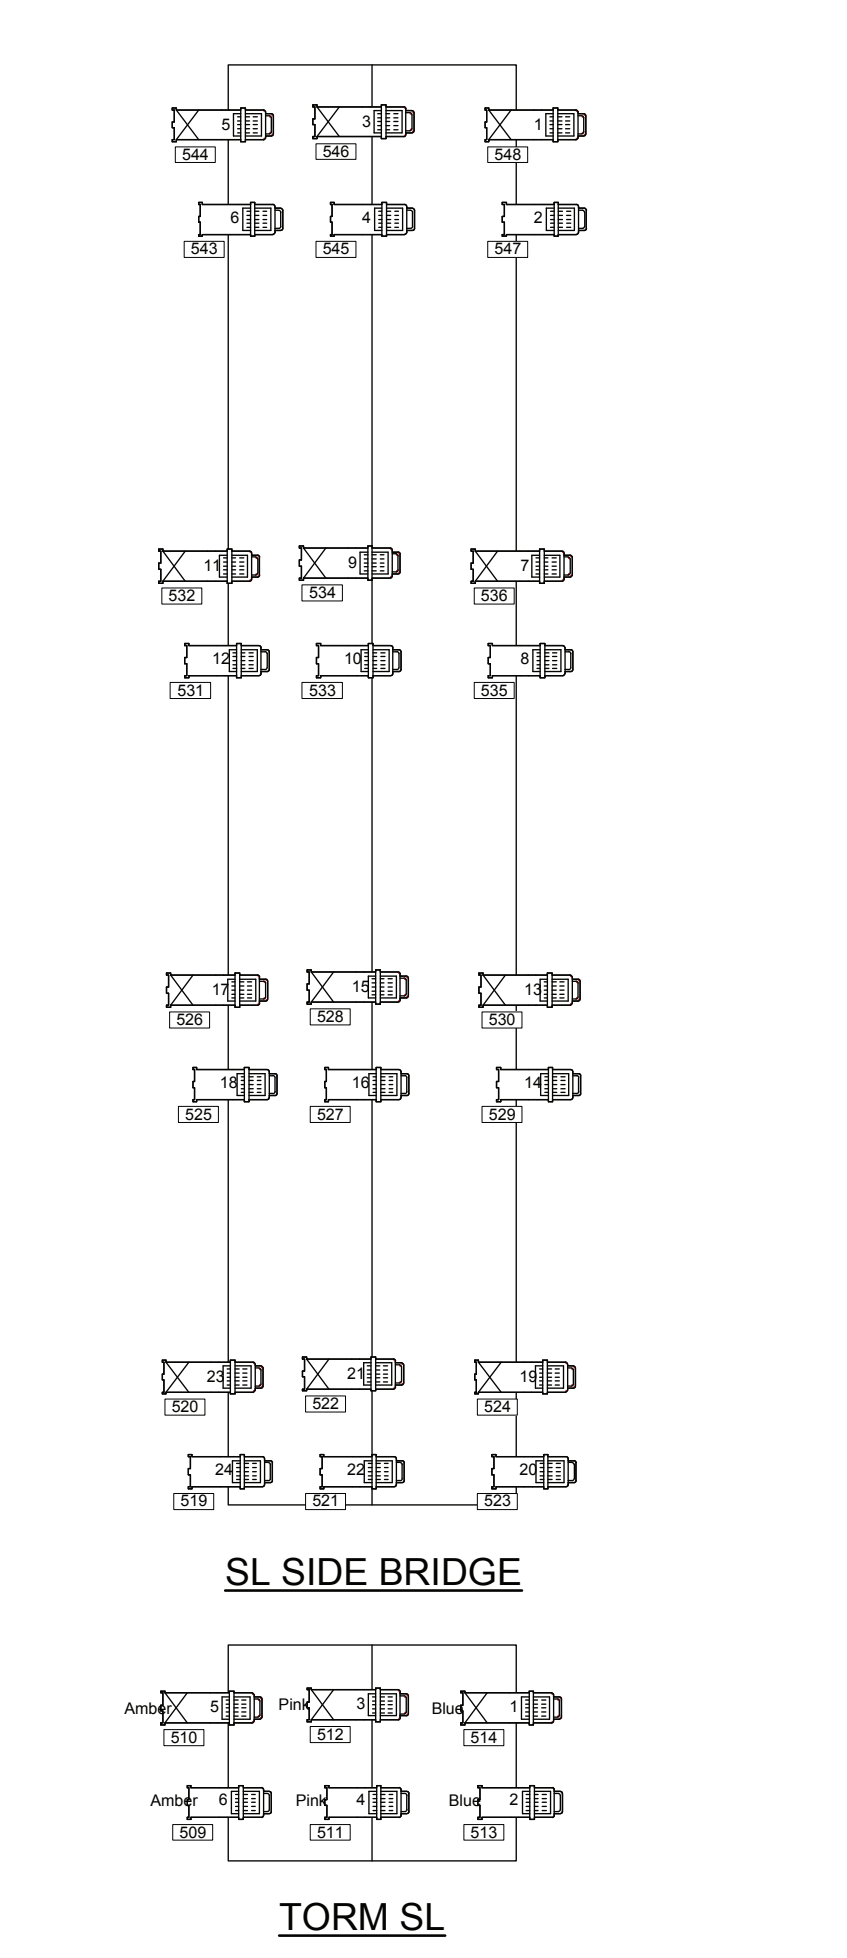 5 3 1
544 546 548
6 4 2
543 545 547
11 9 7
532 534 536
12 10 8
531 533 535
17 15 13
526 528 530
18 16 14
525 527 529
23 21 19
520 522 524
24 22 20
519 521 523
SL SIDE BRIDGE
Amber 5 Pink 3 Blue 1
510 512 514
Amber 6 Pink 4 Blue 2
509 511 513
TORM SL